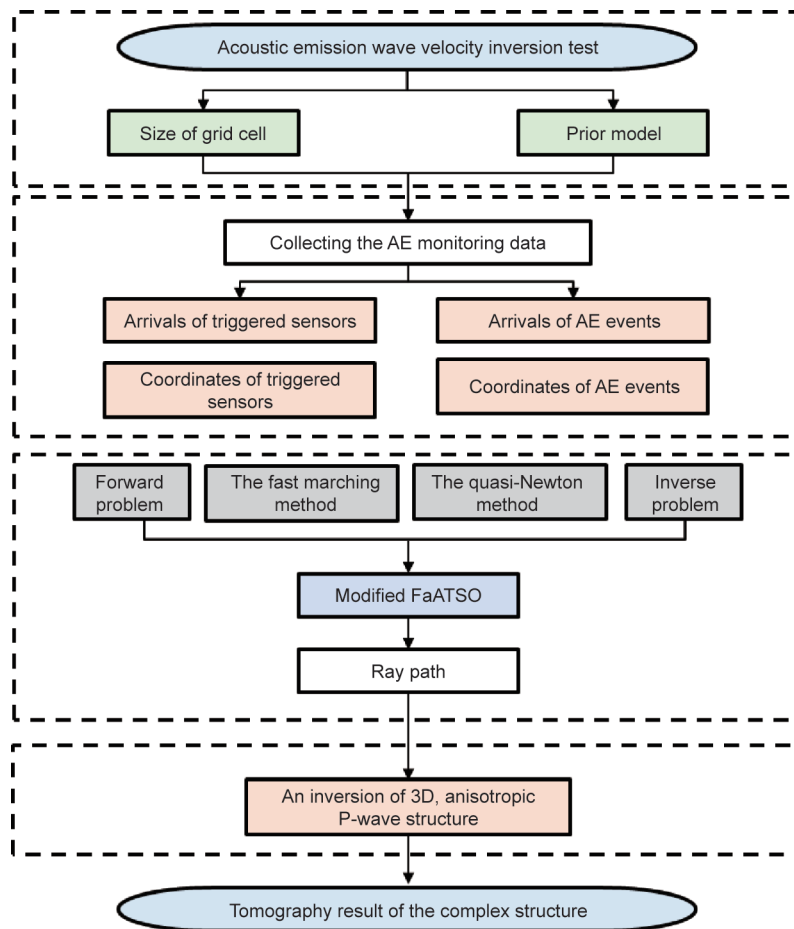 Acoustic emission wave velocity inversion test
Size of grid cell
Prior model
Collecting the AE monitoring data
Arrivals of triggered sensors
Arrivals of AE events
Coordinates of triggered
sensors
Coordinates of AE events
Forward
problem
The fast marching
method
The quasi-Newton
method
Inverse
problem
Modified FaATSO
Ray path
An inversion of 3D, anisotropic
P-wave structure
Tomography result of the complex structure